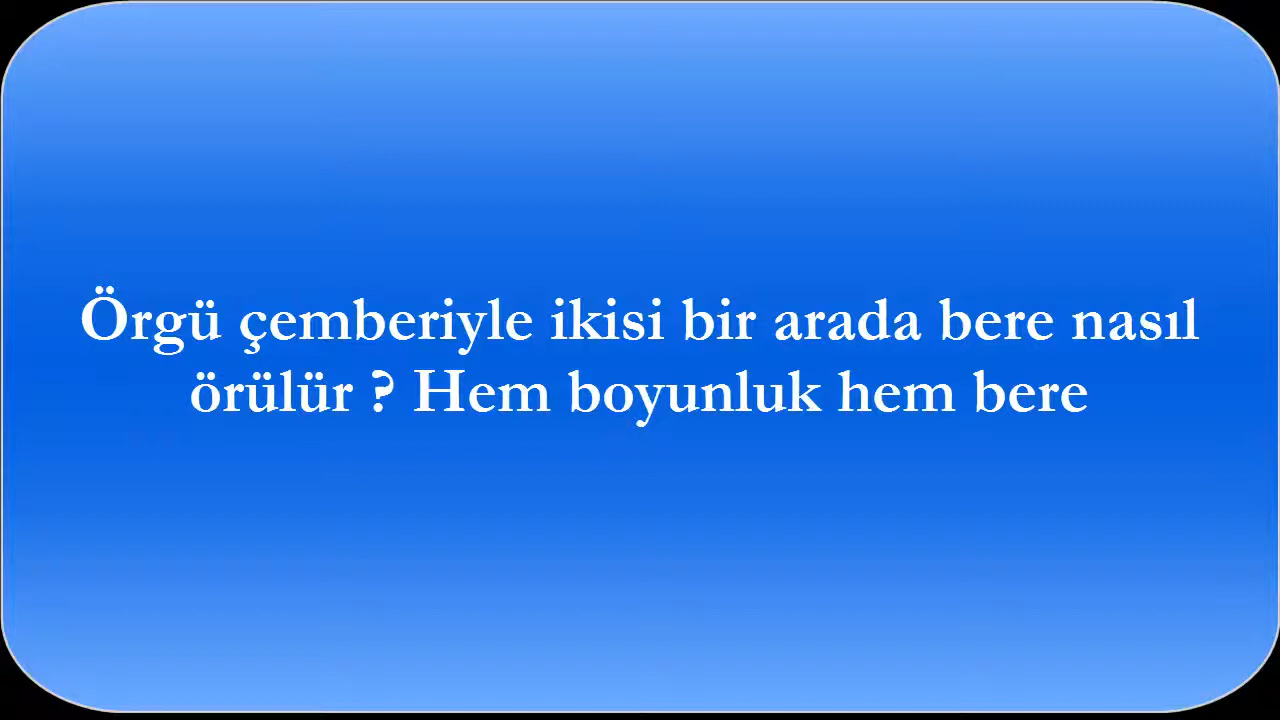 Örgü çemberiyle ikisi bir arada bere nasıl
örülür ? Hem boyunluk hem bere